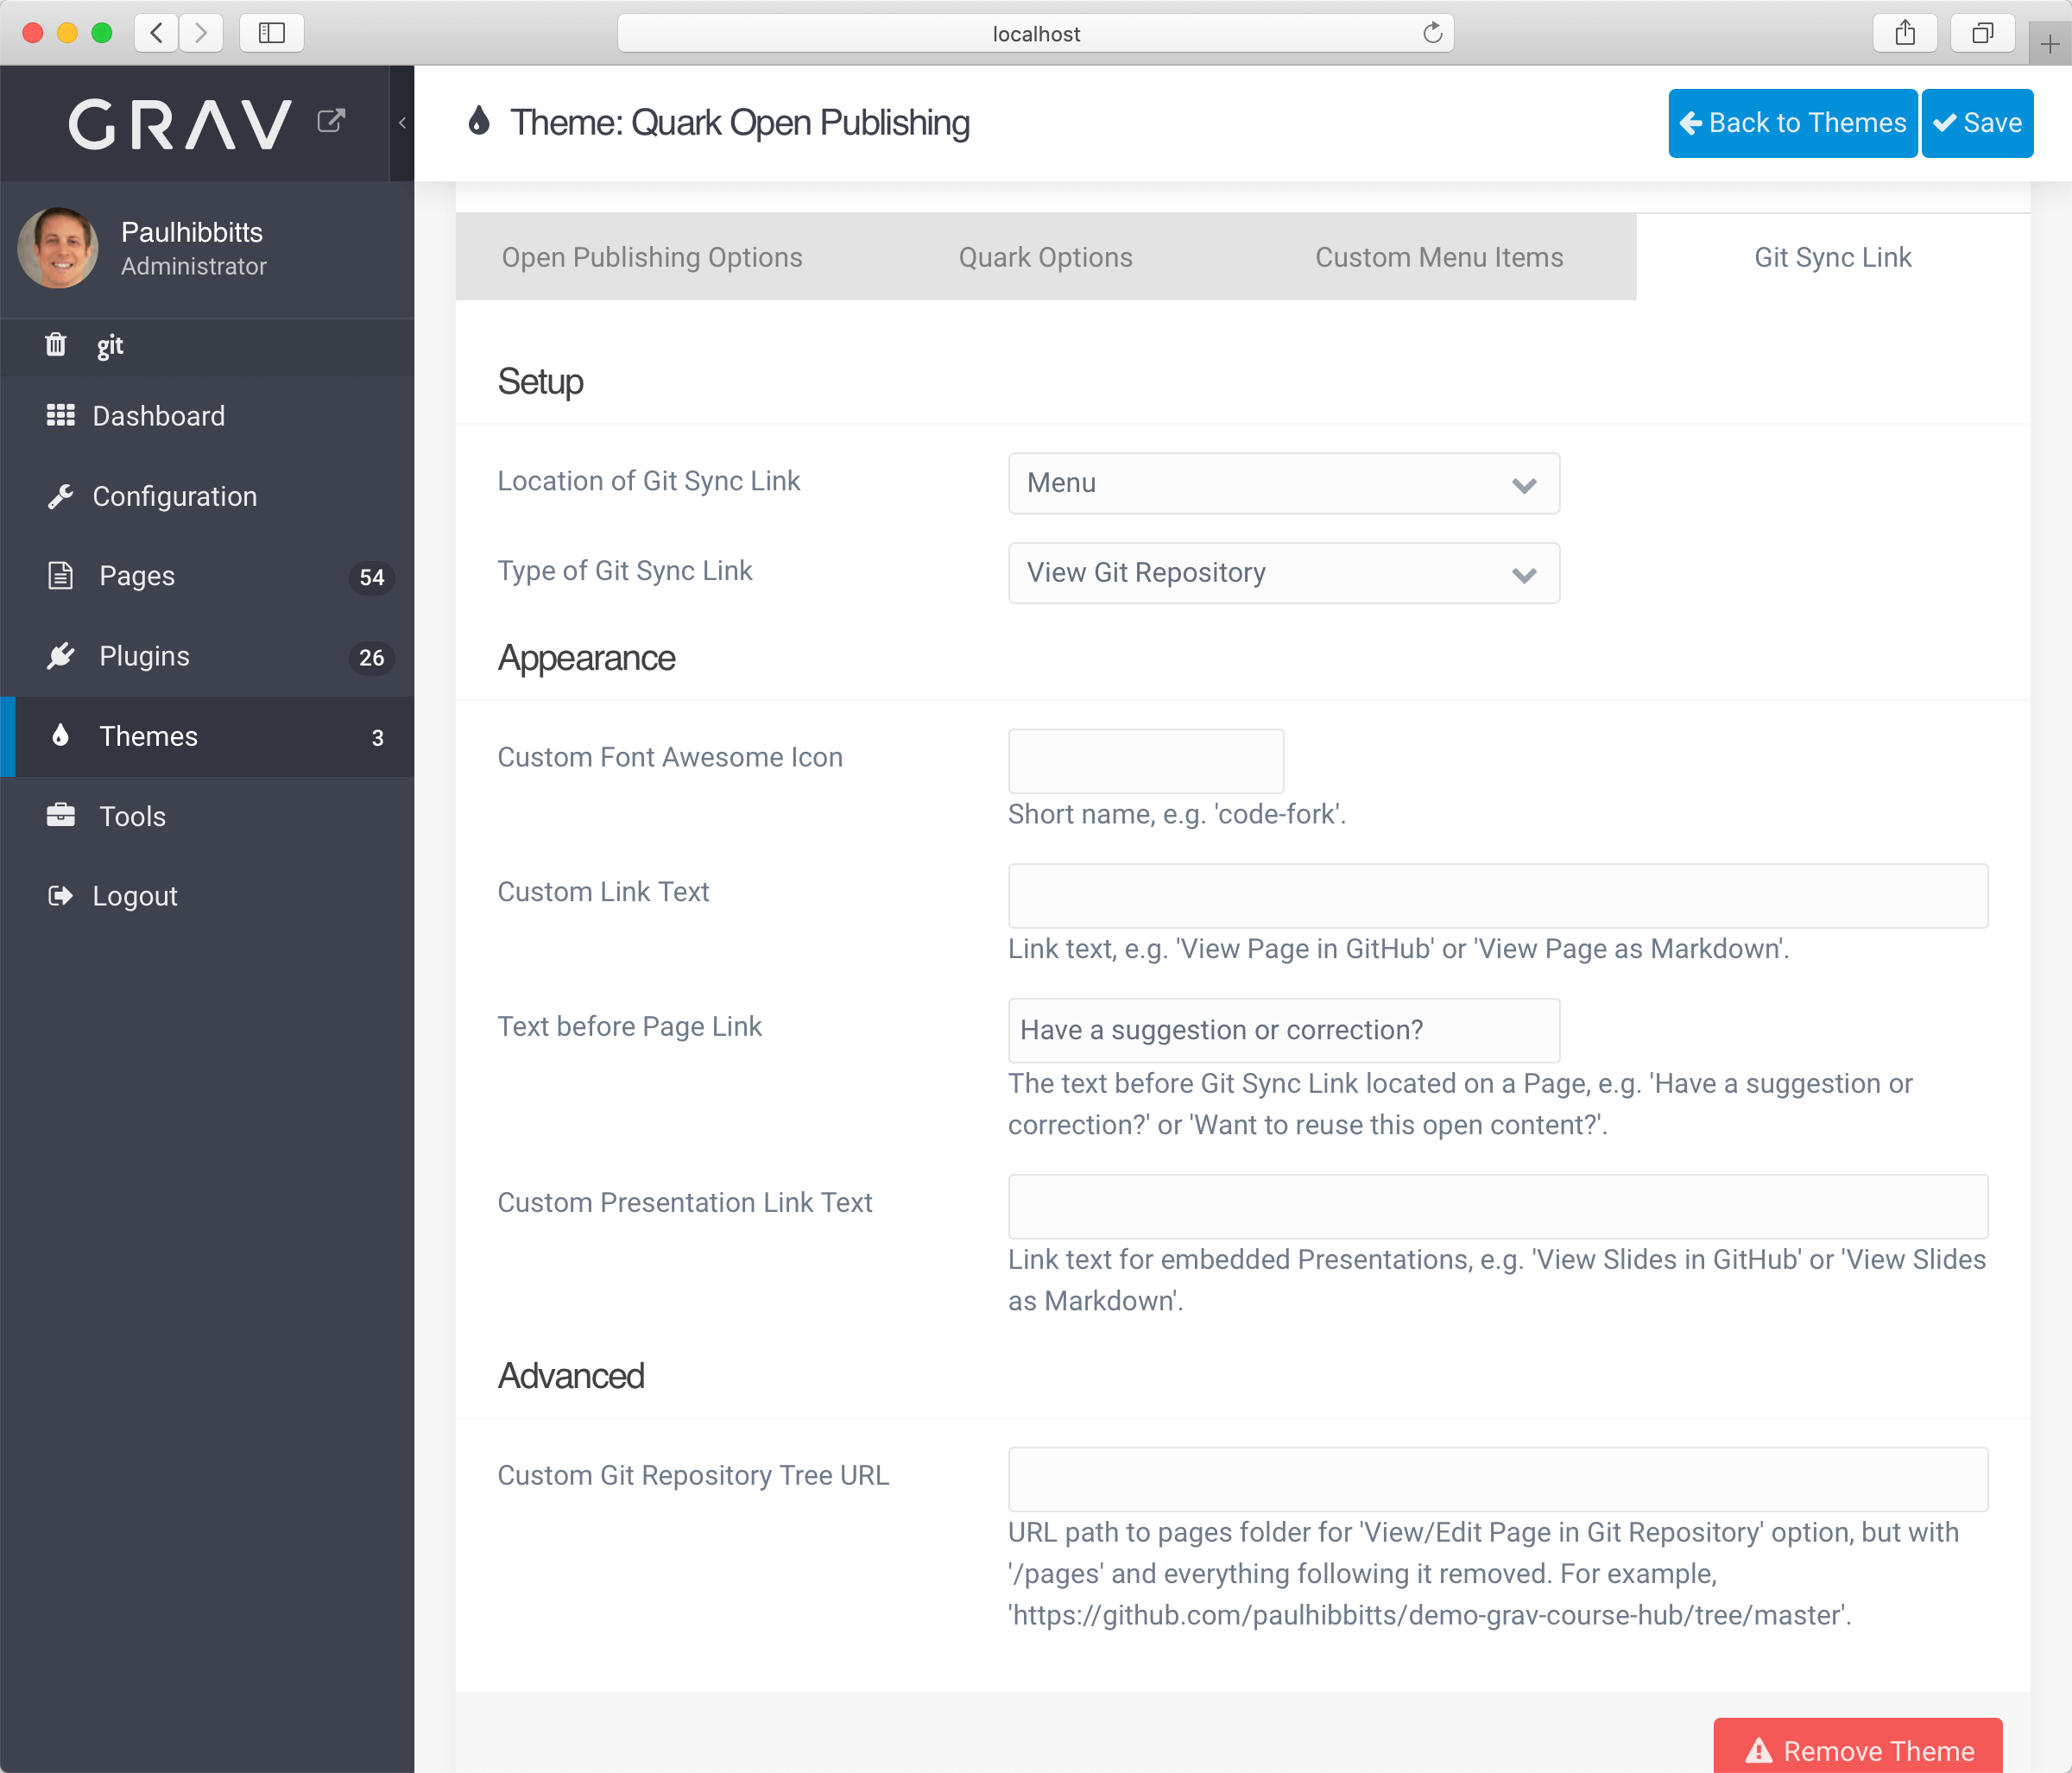 localhost
GRAV
Theme: Quark Open Publishing
Back to Themes
Save
Paulhibbitts
Administrator
git
Dashboard
Configuration
Pages 54
Plugins 26
Themes 3
Tools
Logout
Open Publishing Options
Quark Options
Custom Menu Items
Git Sync Link
Setup
Location of Git Sync Link
Menu
Type of Git Sync Link
View Git Repository
Appearance
Custom Font Awesome Icon
Short name, e.g. 'code-fork'.
Custom Link Text
Link text, e.g. 'View Page in GitHub' or 'View Page as Markdown'.
Text before Page Link
Have a suggestion or correction?
The text before Git Sync Link located on a Page, e.g. 'Have a suggestion or
correction?' or 'Want to reuse this open content?'.
Custom Presentation Link Text
Link text for embedded Presentations, e.g. 'View Slides in GitHub' or 'View Slides
as Markdown'.
Advanced
Custom Git Repository Tree URL
URL path to pages folder for 'View/Edit Page in Git Repository' option, but with
'/pages' and everything following it removed. For example,
'https://github.com/paulhibbitts/demo-grav-course-hub/tree/master'.
Remove Theme